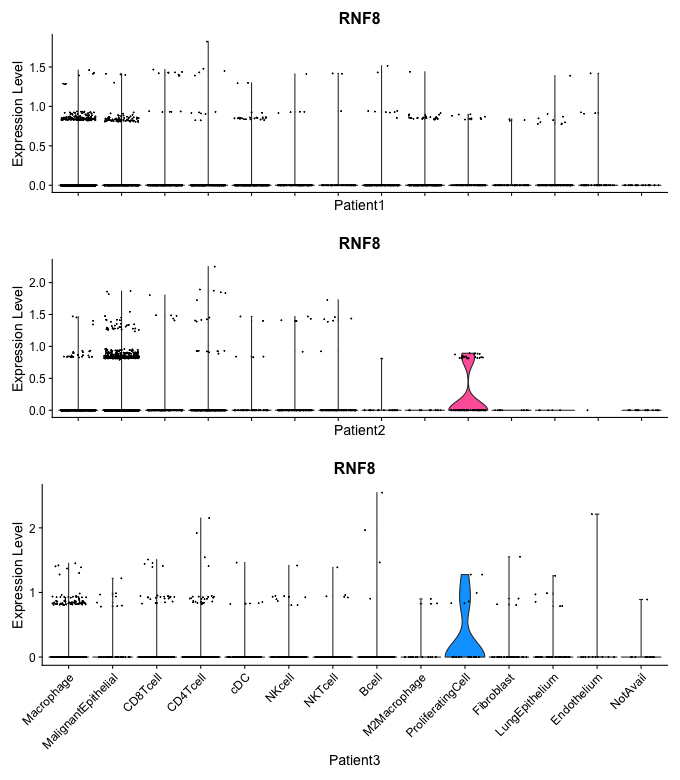 RNF8
Expression Level
1.5
1.0
0.5
0.0
Patient1
RNF8
Expression Level
2.0
1.5
1.0
0.5
0.0
Patient2
RNF8
Expression Level
2
1
0
Macrophage
MalignantEpithelial
CD8Tcell
CD4Tcell
cDC
NKcell
NKTcell
Bcell
M2Macrophage
ProliferatingCell
Fibroblast
LungEpithelium
Endothelium
NotAvail
Patient3